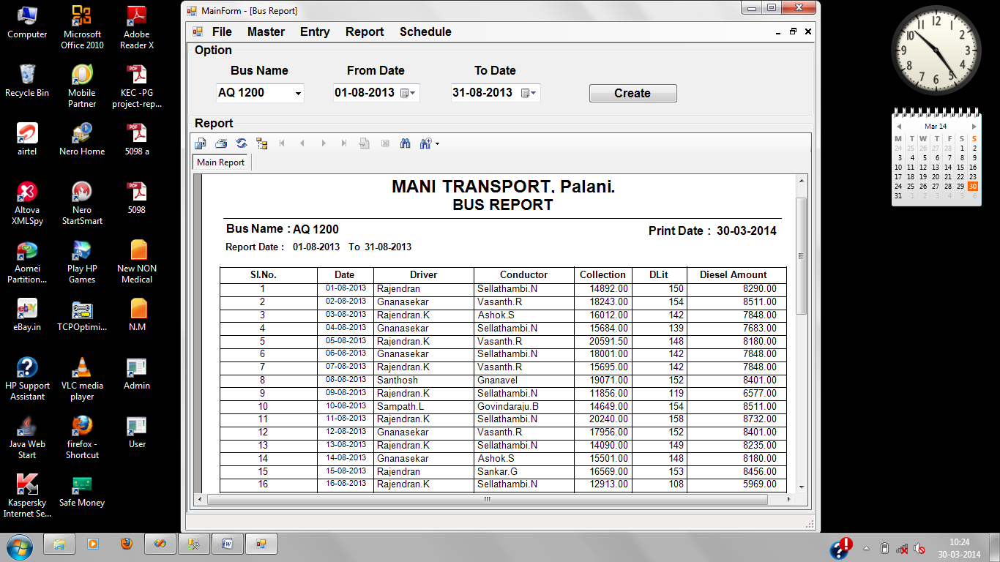 Computer
Microsoft
Office 2010
Adobe
Reader X
Recycle Bin
Mobile
Partner
KEC -PG
project-rep...
airtel
Nero Home
5098 a
Altova
XMLSpy
Nero
StartSmart
5098
Aomei
Partition...
Play HP
Games
New NON
Medical
eBay.in
TCPOptimi...
N.M
HP Support
Assistant
VLC media
player
Admin
Java Web
Start
firefox -
Shortcut
User
Kaspersky
Internet Se...
Safe Money
MainForm - [Bus Report]
File Master Entry Report Schedule
Option
Bus Name From Date To Date
AQ 1200 01-08-2013 31-08-2013 Create
Report
Main Report
MANI TRANSPORT, Palani.
BUS REPORT
Bus Name : AQ 1200 Print Date : 30-03-2014
Report Date : 01-08-2013 To 31-08-2013
Sl.No. Date Driver Conductor Collection DLit Diesel Amount
1 01-08-2013 Rajendran Sellathambi.N 14892.00 150 8290.00
2 02-08-2013 Gnanasekar Vasanth.R 18243.00 154 8511.00
3 03-08-2013 Rajendran.K Ashok.S 16012.00 142 7848.00
4 04-08-2013 Gnanasekar Sellathambi.N 15684.00 139 7683.00
5 05-08-2013 Rajendran.K Vasanth.R 20591.50 148 8180.00
6 06-08-2013 Gnanasekar Sellathambi.N 18001.00 142 7848.00
7 07-08-2013 Rajendran.K Vasanth.R 15695.00 142 7848.00
8 08-08-2013 Santhosh Gnanavel 19071.00 152 8401.00
9 09-08-2013 Rajendran.K Sellathambi.N 11856.00 119 6577.00
10 10-08-2013 Sampath.L Govindaraju.B 14649.00 154 8511.00
11 11-08-2013 Rajendran.K Sellathambi.N 20240.00 158 8732.00
12 12-08-2013 Gnanasekar Vasanth.R 17956.00 152 8401.00
13 13-08-2013 Rajendran.K Sellathambi.N 14090.00 149 8235.00
14 14-08-2013 Gnanasekar Ashok.S 15501.00 148 8180.00
15 15-08-2013 Rajendran Sankar.G 16569.00 153 8456.00
16 16-08-2013 Rajendran.K Sellathambi.N 12913.00 108 5969.00
12 1 2 3 4 5 6 7 8 9 10 11
Mar 14
M T W T F S S
24 25 26 27 28 1 2
3 4 5 6 7 8 9
10 11 12 13 14 15 16
17 18 19 20 21 22 23
24 25 26 27 28 29 30
31 1 2 3 4 5 6
10:24
30-03-2014